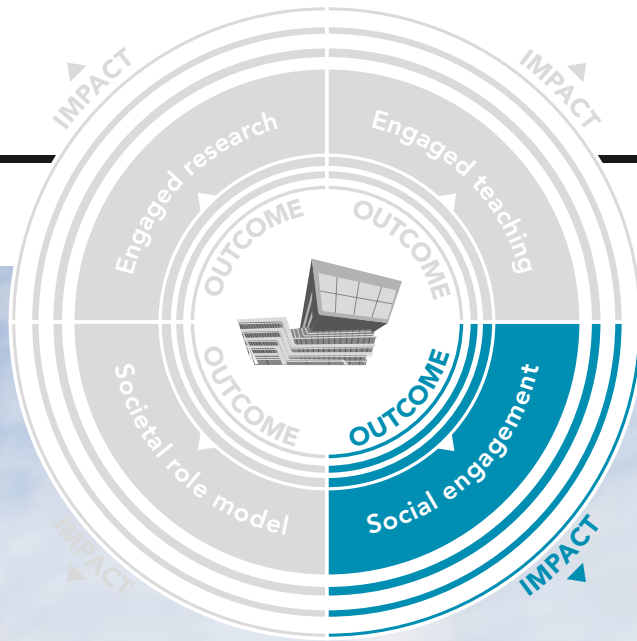 IMPACT
IMPACT
Engaged research
Engaged teaching
OUTCOME
OUTCOME
OUTCOME
OUTCOME
Societal role model
Social engagement
IMPACT
IMPACT